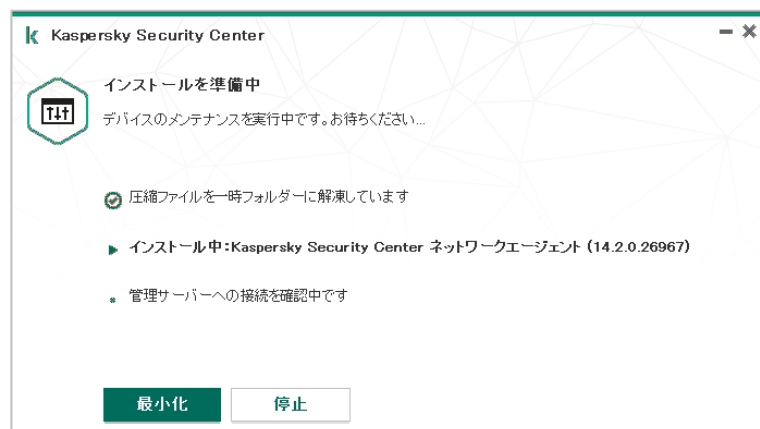 Kaspersky Security Center
インストールを準備中
デバイスのメンテナンスを実行中です。お待ちください...
圧縮ファイルを一時フォルダーに解凍しています
インストール中:Kaspersky Security Center ネットワークエージェント (14.2.0.26967)
管理サーバーへの接続を確認中です
最小化 停止